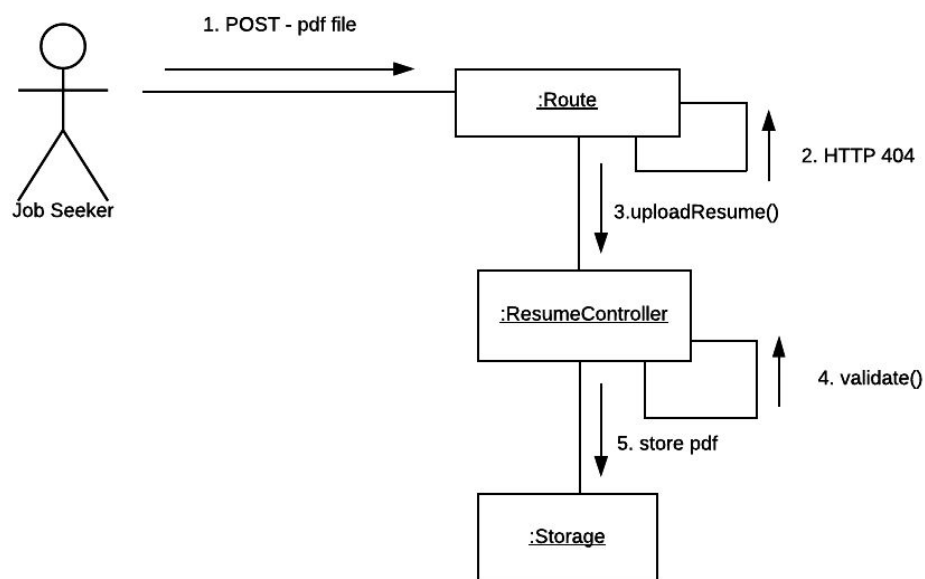 1. POST - pdf file
:Route
2. HTTP 404
Job Seeker
3.uploadResume()
:ResumeController
4. validate()
5. store pdf
:Storage